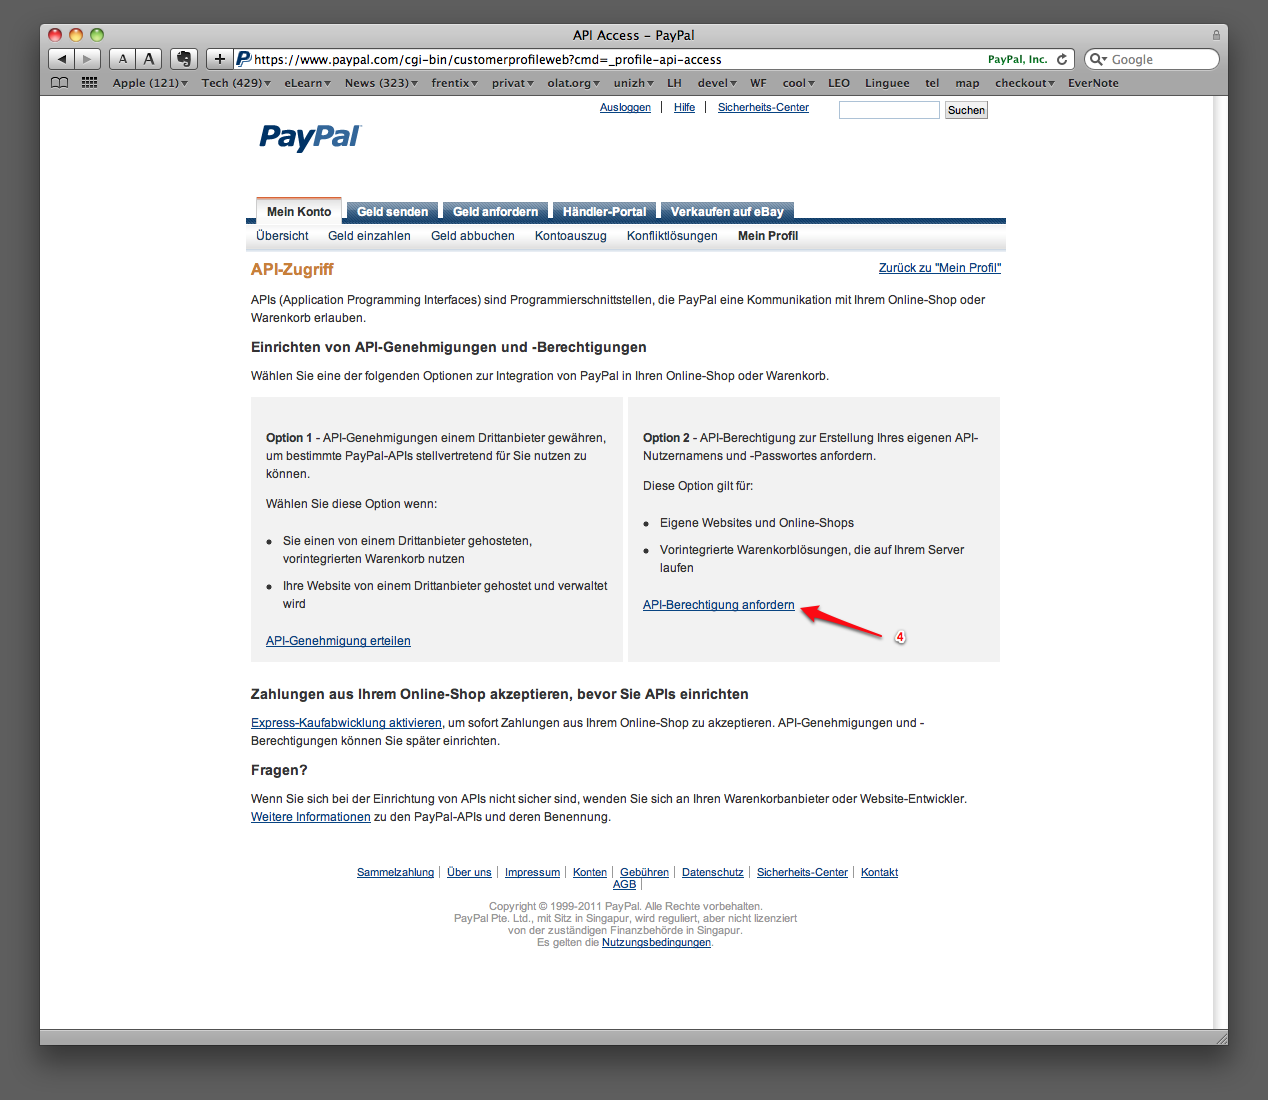 API Access – PayPal
A A + https://www.paypal.com/cgi-bin/customerprofileweb?cmd=_profile-api-access PayPal, Inc. Google
Apple (121) Tech (429) eLearn News (323) frentix privat olat.org unizh LH devel WF cool LEO Linguee tel map checkout EverNote
Ausloggen | Hilfe | Sicherheits-Center Suchen
PayPal
Mein Konto Geld senden Geld anfordern Händler-Portal Verkaufen auf eBay
Übersicht Geld einzahlen Geld abbuchen Kontoauszug Konfliktlösungen Mein Profil
API-Zugriff Zurück zu "Mein Profil"
APIs (Application Programming Interfaces) sind Programmierschnittstellen, die PayPal eine Kommunikation mit Ihrem Online-Shop oder
Warenkorb erlauben.
Einrichten von API-Genehmigungen und -Berechtigungen
Wählen Sie eine der folgenden Optionen zur Integration von PayPal in Ihren Online-Shop oder Warenkorb.
Option 1 - API-Genehmigungen einem Drittanbieter gewähren,
um bestimmte PayPal-APIs stellvertretend für Sie nutzen zu
können.
Wählen Sie diese Option wenn:
• Sie einen von einem Drittanbieter gehosteten,
vorintegrierten Warenkorb nutzen
• Ihre Website von einem Drittanbieter gehostet und verwaltet
wird
API-Genehmigung erteilen
Option 2 - API-Berechtigung zur Erstellung Ihres eigenen API-
Nutzernamens und -Passwortes anfordern.
Diese Option gilt für:
• Eigene Websites und Online-Shops
• Vorintegrierte Warenkorblösungen, die auf Ihrem Server
laufen
API-Berechtigung anfordern
4
Zahlungen aus Ihrem Online-Shop akzeptieren, bevor Sie APIs einrichten
Express-Kaufabwicklung aktivieren, um sofort Zahlungen aus Ihrem Online-Shop zu akzeptieren. API-Genehmigungen und -
Berechtigungen können Sie später einrichten.
Fragen?
Wenn Sie sich bei der Einrichtung von APIs nicht sicher sind, wenden Sie sich an Ihren Warenkorbanbieter oder Website-Entwickler.
Weitere Informationen zu den PayPal-APIs und deren Benennung.
Sammelzahlung | Über uns | Impressum | Konten | Gebühren | Datenschutz | Sicherheits-Center | Kontakt
AGB |
Copyright © 1999-2011 PayPal. Alle Rechte vorbehalten.
PayPal Pte. Ltd., mit Sitz in Singapur, wird reguliert, aber nicht lizenziert
von der zuständigen Finanzbehörde in Singapur.
Es gelten die Nutzungsbedingungen.